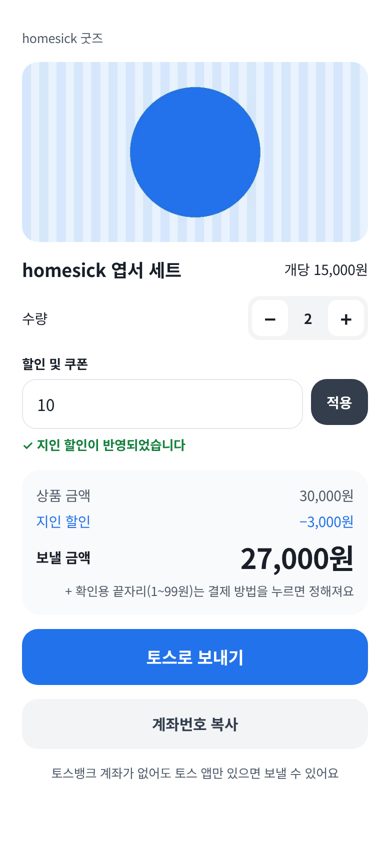 homesick 굿즈
homesick 엽서 세트 개당 15,000원
수량 − 2 +
할인 및 쿠폰
10 적용
✓ 지인 할인이 반영되었습니다
상품 금액 30,000원
지인 할인 −3,000원
보낼 금액 27,000원
+ 확인용 끝자리(1~99원)는 결제 방법을 누르면 정해져요
토스로 보내기
계좌번호 복사
토스뱅크 계좌가 없어도 토스 앱만 있으면 보낼 수 있어요